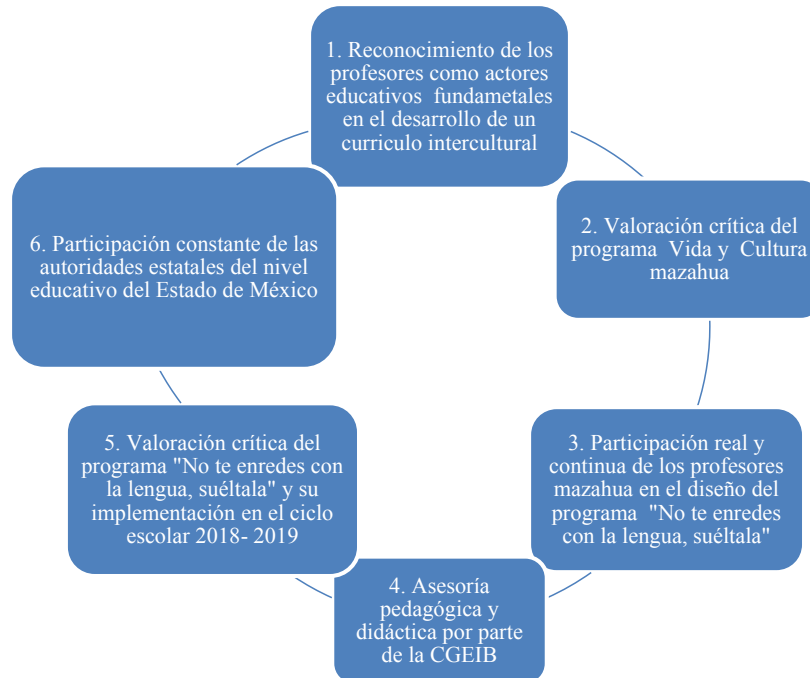 1. Reconocimiento de los
profesores como actores
educativos fundametales
en el desarrollo de un
curriculo intercultural
2. Valoración crítica del
programa Vida y Cultura
mazahua
3. Participación real y
continua de los profesores
mazahua en el diseño del
programa "No te enredes
con la lengua, suéltala"
4. Asesoría
pedagógica y
didáctica por parte
de la CGEIB
5. Valoración crítica del
programa "No te enredes con
la lengua, suéltala" y su
implementación en el ciclo
escolar 2018- 2019
6. Participación constante de las
autoridades estatales del nivel
educativo del Estado de México